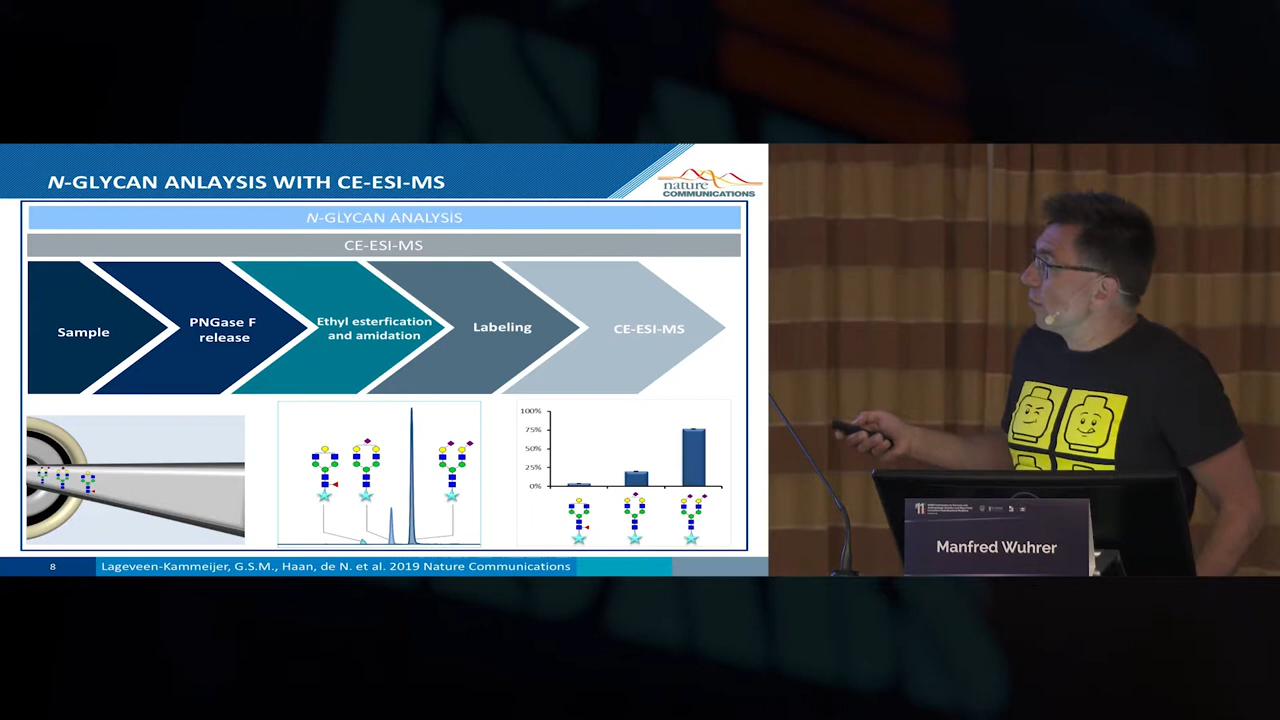 N-GLYCAN ANLAYSIS WITH CE-ESI-MS
nature
COMMUNICATIONS
N-GLYCAN ANALYSIS
CE-ESI-MS
Sample
PNGase F
release
Ethyl esterfication
and amidation
Labeling
CE-ESI-MS
100%
75%
50%
25%
0%
8
Lageveen-Kammeijer, G.S.M., Haan, de N. et al. 2019 Nature Communications
11
Manfred Wuhrer